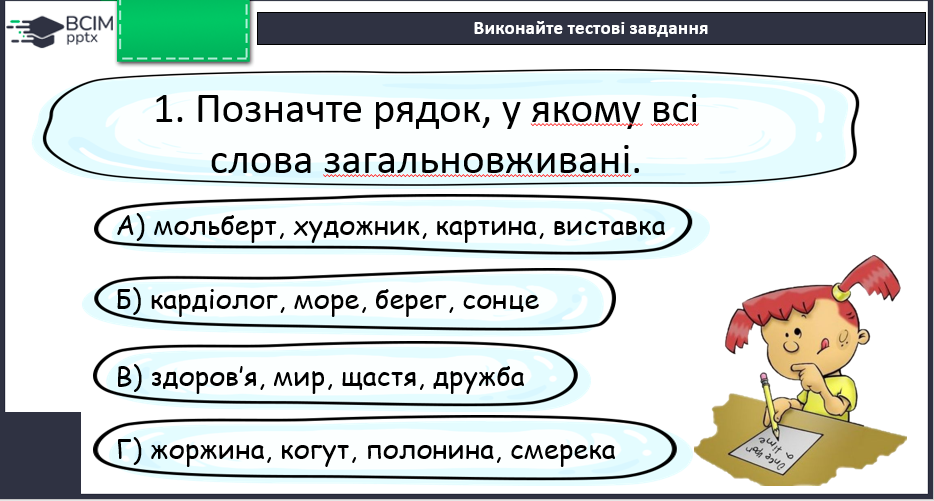 ВСІМ
pptx
Виконайте тестові завдання
1. Позначте рядок, у якому всі
слова загальновживані.
А) мольберт, художник, картина, виставка
Б) кардіолог, море, берег, сонце
В) здоров’я, мир, щастя, дружба
Г) жоржина, когут, полонина, смерека
Once upon
a time